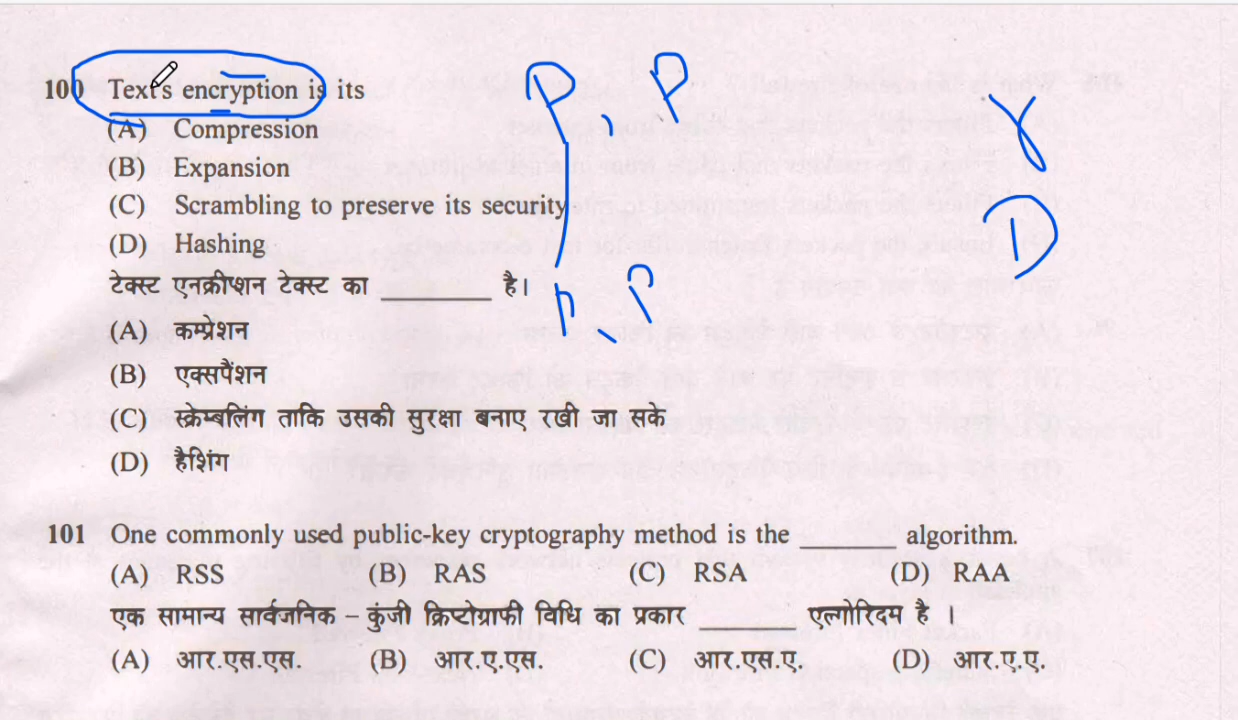 100 Text's encryption is its
(A) Compression
(B) Expansion
(C) Scrambling to preserve its security
(D) Hashing
टेक्स्ट एनक्रीप्शन टेक्स्ट का ________ है।
(A) कम्प्रेशन
(B) एक्सपैंशन
(C) स्क्रेम्बलिंग ताकि उसकी सुरक्षा बनाए रखी जा सके
(D) हैशिंग
101 One commonly used public-key cryptography method is the _______ algorithm.
(A) RSS (B) RAS (C) RSA (D) RAA
एक सामान्य सार्वजनिक – कुंजी क्रिप्टोग्राफी विधि का प्रकार _______ एल्गोरिदम है ।
(A) आर.एस.एस. (B) आर.ए.एस. (C) आर.एस.ए. (D) आर.ए.ए.